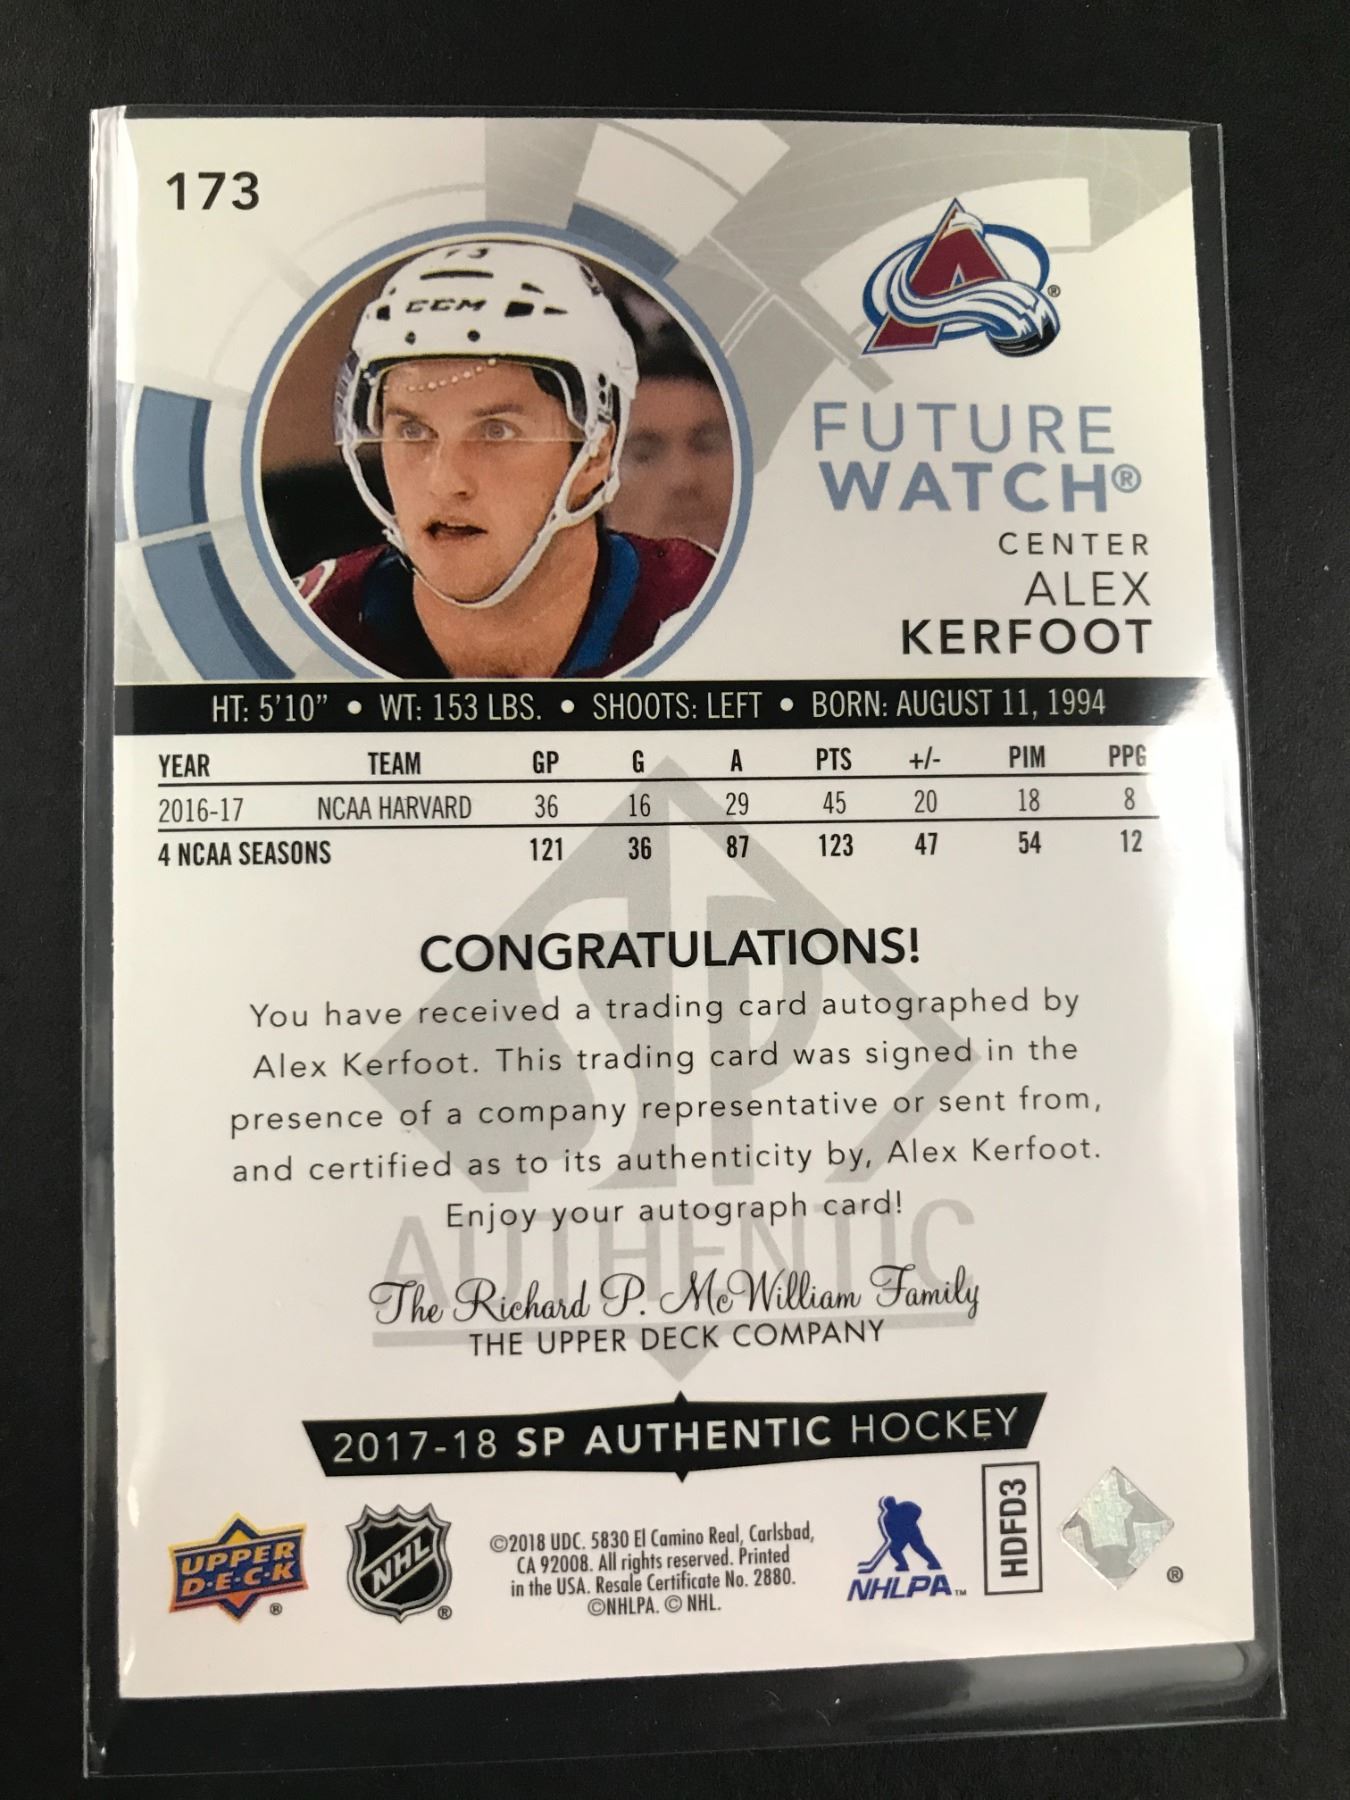 173
73
CCM
A
®
FUTURE
WATCH®
CENTER
ALEX
KERFOOT
HT: 5'10” • WT: 153 LBS. • SHOOTS: LEFT • BORN: AUGUST 11, 1994
YEAR TEAM GP G A PTS +/- PIM PPG
2016-17 NCAA HARVARD 36 16 29 45 20 18 8
4 NCAA SEASONS 121 36 87 123 47 54 12
SP
AUTHENTIC
CONGRATULATIONS!
You have received a trading card autographed by
Alex Kerfoot. This trading card was signed in the
presence of a company representative or sent from,
and certified as to its authenticity by, Alex Kerfoot.
Enjoy your autograph card!
The Richard P. McWilliam Family
THE UPPER DECK COMPANY
2017-18 SP AUTHENTIC HOCKEY
UPPER
D·E·C·K
®
NHL
®
©2018 UDC. 5830 El Camino Real, Carlsbad,
CA 92008. All rights reserved. Printed
in the USA. Resale Certificate No. 2880.
©NHLPA. © NHL.
NHLPA™
HDFD3
®